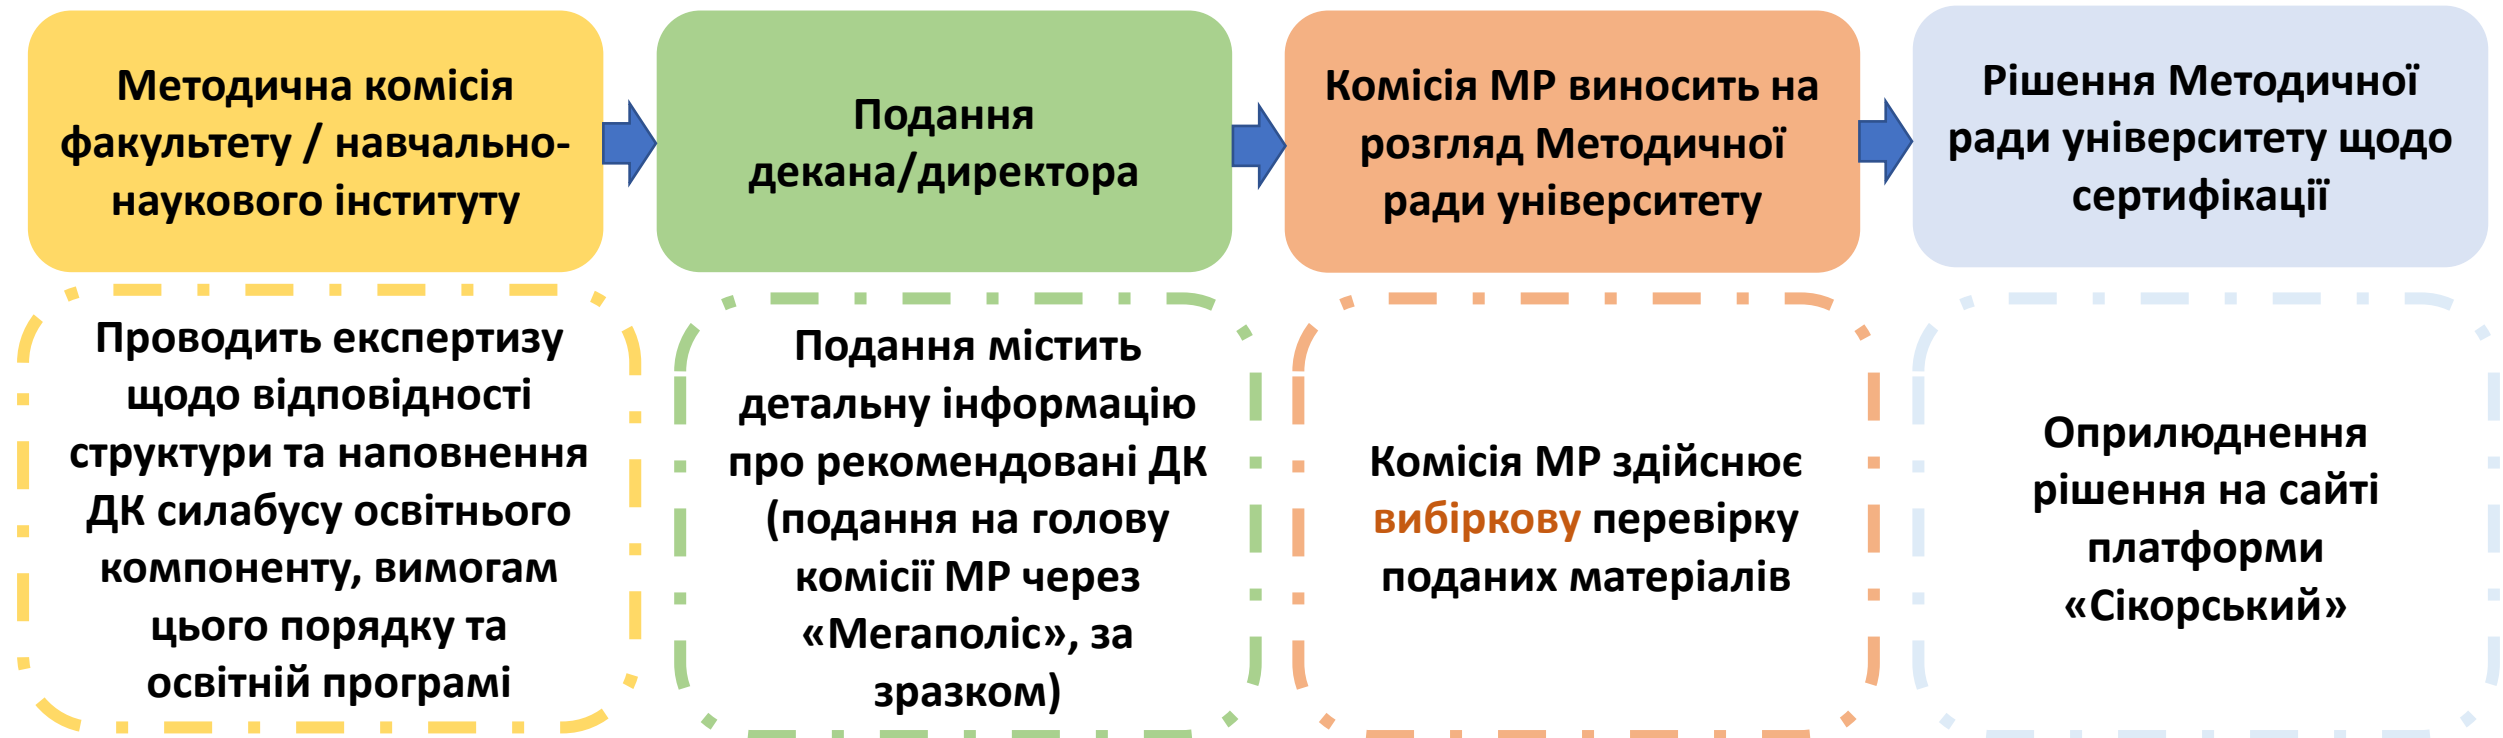 Методична комісія
факультету / навчально-
наукового інституту
Подання
декана/директора
Комісія МР виносить на
розгляд Методичної
ради університету
Рішення Методичної
ради університету щодо
сертифікації
Проводить експертизу
щодо відповідності
структури та наповнення
ДК силабусу освітнього
компоненту, вимогам
цього порядку та
освітній програмі
Подання містить
детальну інформацію
про рекомендовані ДК
(подання на голову
комісії МР через
«Мегаполіс», за
зразком)
Комісія МР здійснює
вибіркову перевірку
поданих матеріалів
Оприлюднення
рішення на сайті
платформи
«Сікорський»